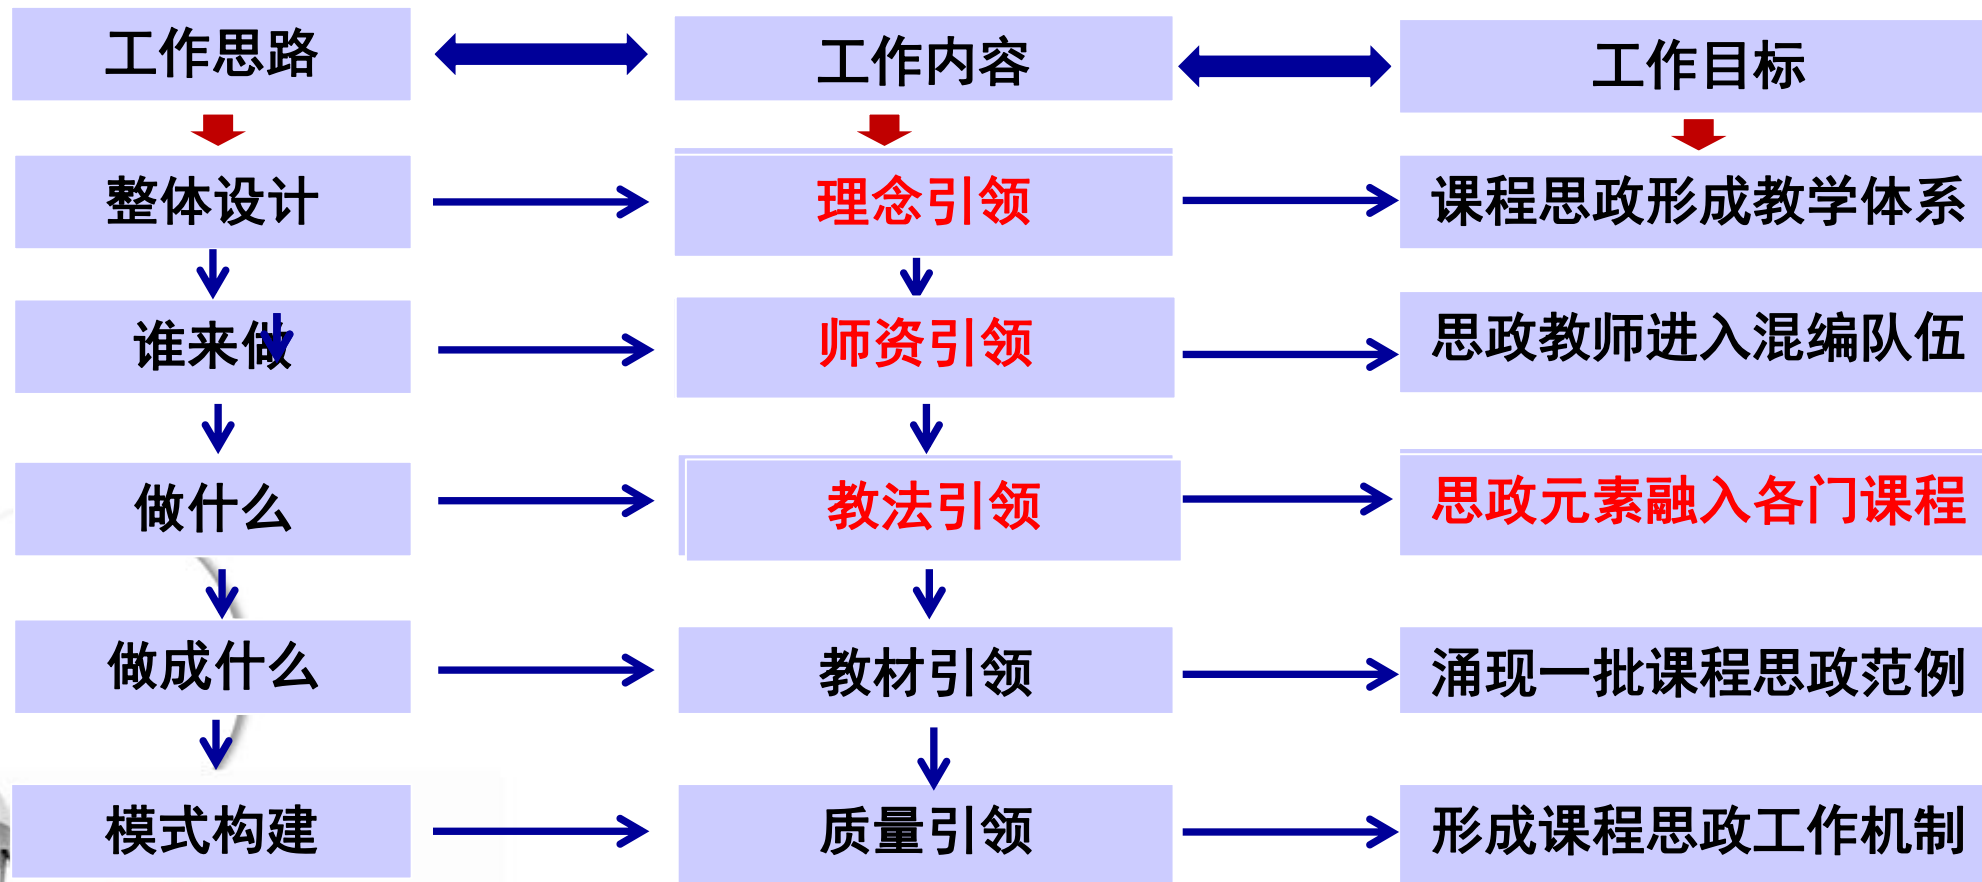 工作思路
工作内容
工作目标
整体设计
理念引领
课程思政形成教学体系
谁来做
师资引领
思政教师进入混编队伍
做什么
教法引领
思政元素融入各门课程
做成什么
教材引领
涌现一批课程思政范例
模式构建
质量引领
形成课程思政工作机制